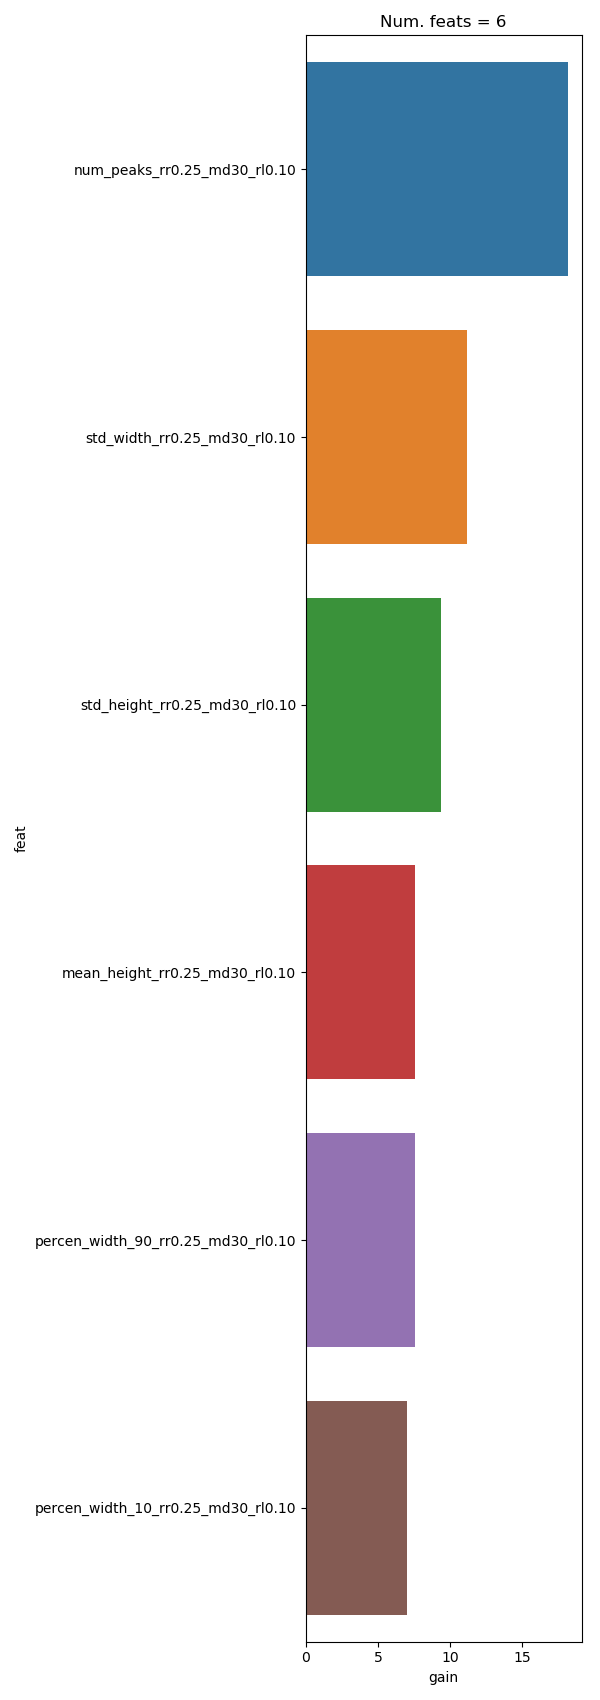 Num. feats = 6
num_peaks_rr0.25_md30_rl0.10
std_width_rr0.25_md30_rl0.10
std_height_rr0.25_md30_rl0.10
feat
mean_height_rr0.25_md30_rl0.10
percen_width_90_rr0.25_md30_rl0.10
percen_width_10_rr0.25_md30_rl0.10
0 5 10 15
gain